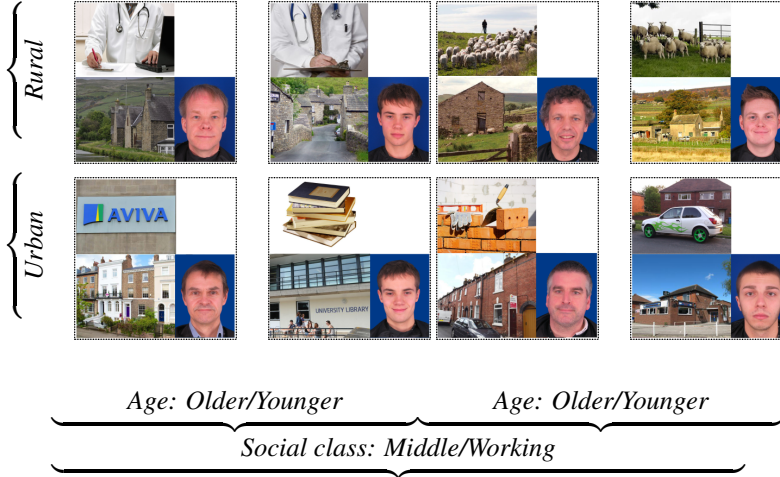 Rural
AVIVA
Urban
UNIVERSITY LIBRARY
Age: Older/Younger
Age: Older/Younger
Social class: Middle/Working